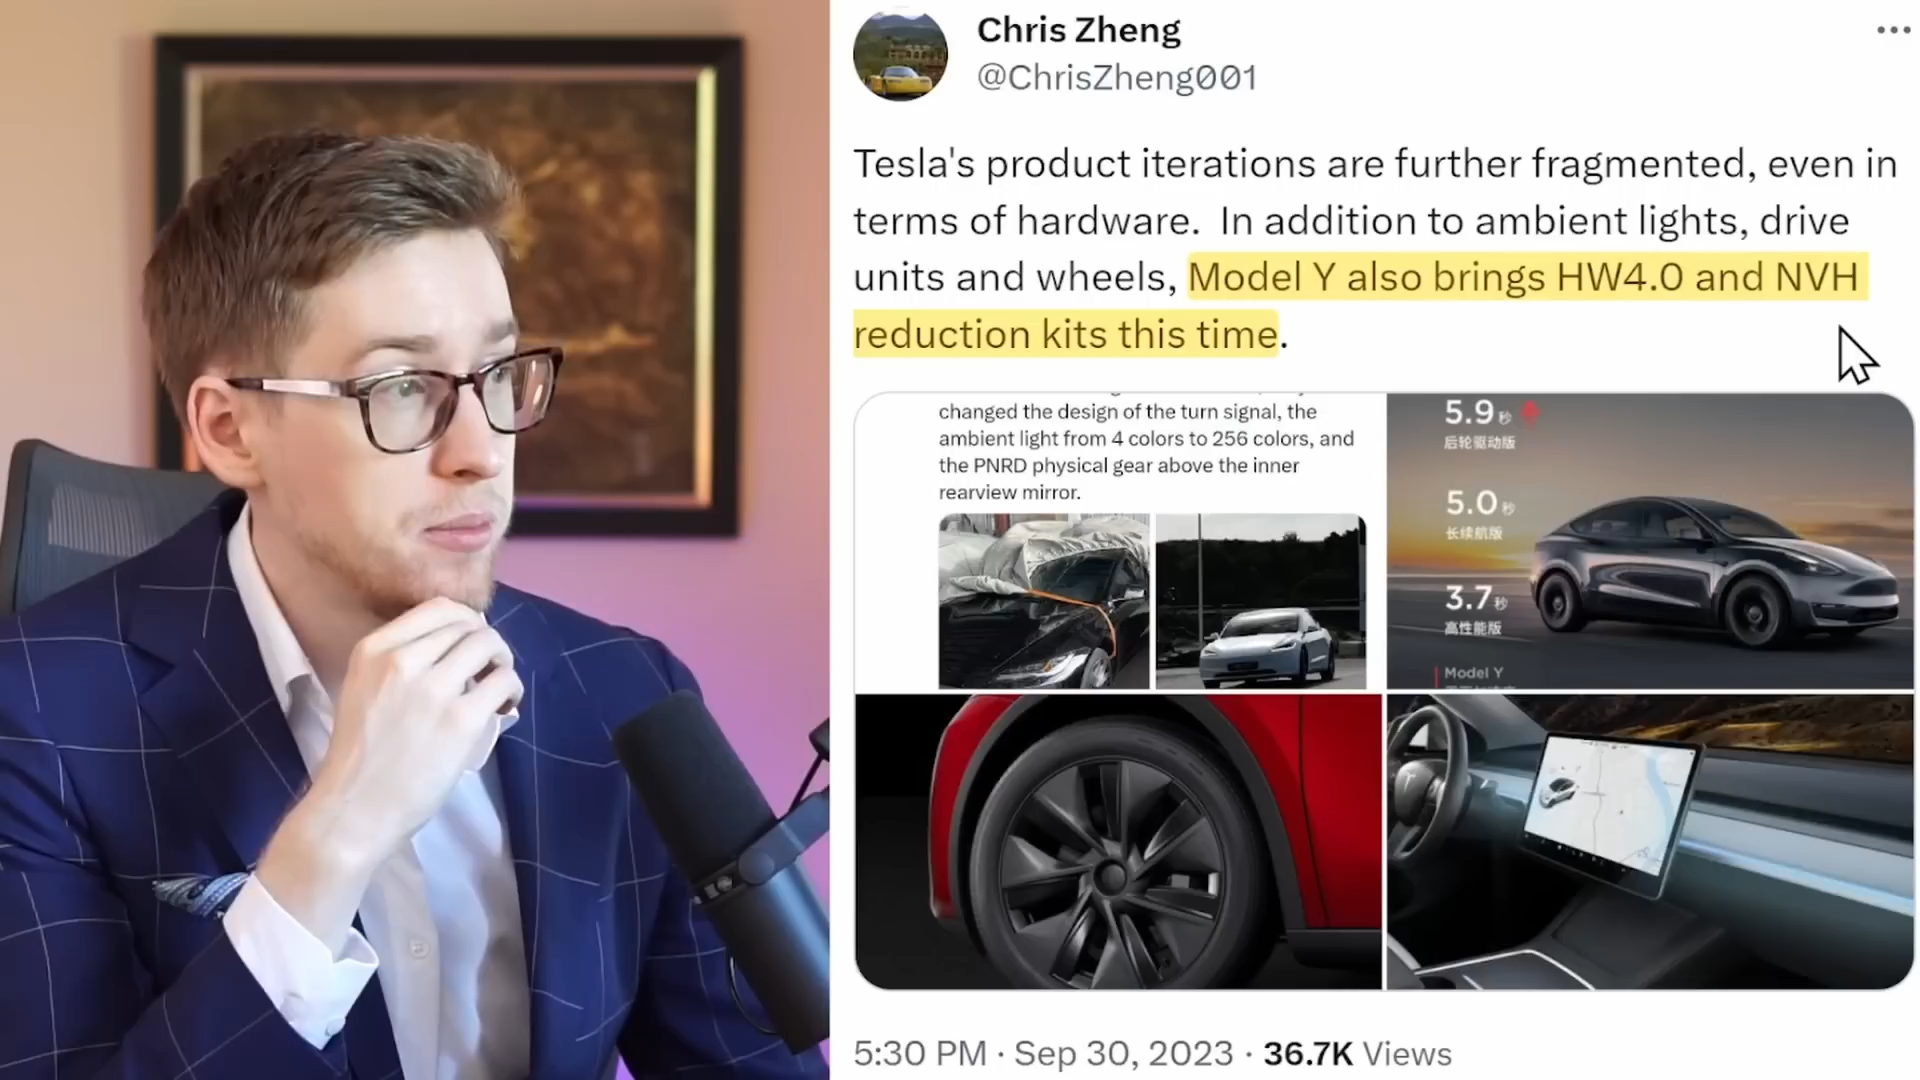 Chris Zheng
@ChrisZheng001
Tesla's product iterations are further fragmented, even in
terms of hardware.  In addition to ambient lights, drive
units and wheels, Model Y also brings HW4.0 and NVH
reduction kits this time.
changed the design of the turn signal, the
ambient light from 4 colors to 256 colors, and
the PNRD physical gear above the inner
rearview mirror.
5.9 秒
后轮驱动版
5.0 秒
长续航版
3.7 秒
高性能版
Model Y
5:30 PM · Sep 30, 2023 · 36.7K Views